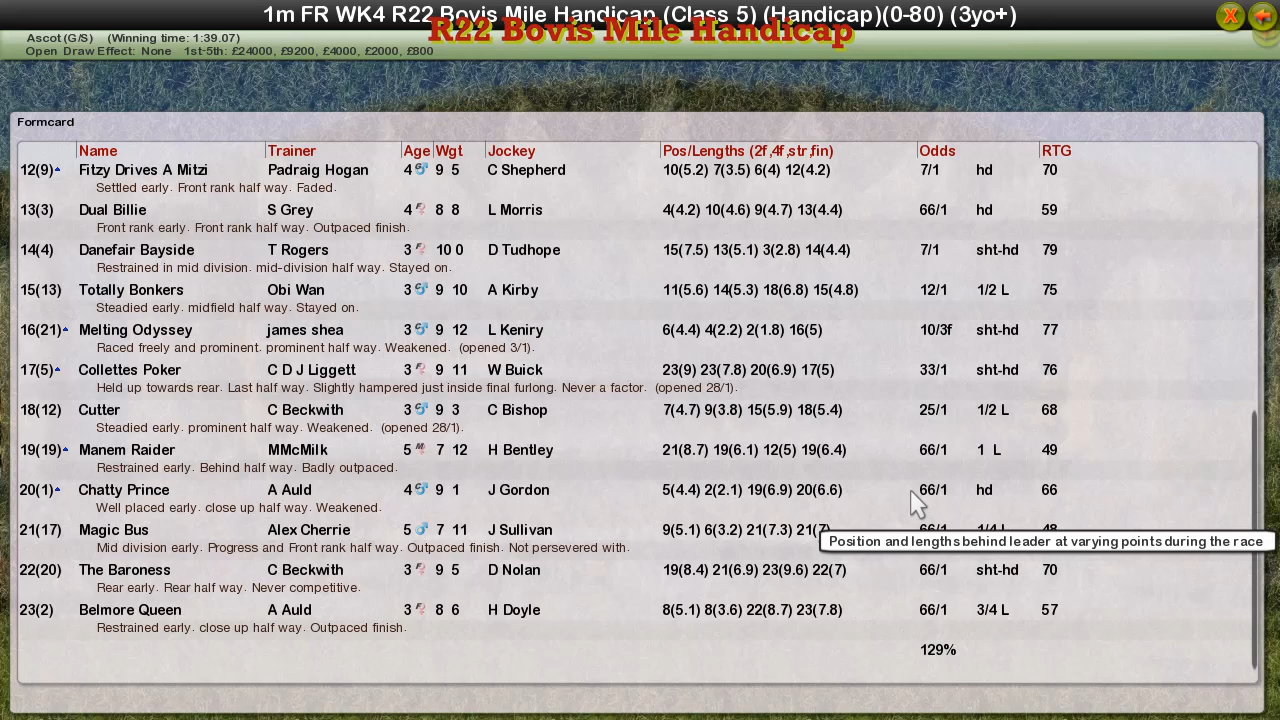 1m FR WK4 R22 Bovis Mile Handicap (Class 5) (Handicap)(0-80) (3yo+)
R22 Bovis Mile Handicap
Ascot(G/S) (Winning time: 1:39.07)
Open Draw Effect: None 1st-5th: £24000, £9200, £4000, £2000, £800
Formcard
Name Trainer Age Wgt Jockey Pos/Lengths (2f,4f,str,fin) Odds RTG
12(9) Fitzy Drives A Mitzi Padraig Hogan 4 9 5 C Shepherd 10(5.2) 7(3.5) 6(4) 12(4.2) 7/1 hd 70
Settled early. Front rank half way. Faded.
13(3) Dual Billie S Grey 4 8 8 L Morris 4(4.2) 10(4.6) 9(4.7) 13(4.4) 66/1 hd 59
Front rank early. Front rank half way. Outpaced finish.
14(4) Danefair Bayside T Rogers 3 10 0 D Tudhope 15(7.5) 13(5.1) 3(2.8) 14(4.4) 7/1 sht-hd 79
Restrained in mid division. mid-division half way. Stayed on.
15(13) Totally Bonkers Obi Wan 3 9 10 A Kirby 11(5.6) 14(5.3) 18(6.8) 15(4.8) 12/1 1/2 L 75
Steadied early. midfield half way. Stayed on.
16(21) Melting Odyssey james shea 3 9 12 L Keniry 6(4.4) 4(2.2) 2(1.8) 16(5) 10/3f sht-hd 77
Raced freely and prominent. prominent half way. Weakened. (opened 3/1).
17(5) Collettes Poker C D J Liggett 3 9 11 W Buick 23(9) 23(7.8) 20(6.9) 17(5) 33/1 sht-hd 76
Held up towards rear. Last half way. Slightly hampered just inside final furlong. Never a factor. (opened 28/1).
18(12) Cutter C Beckwith 3 9 3 C Bishop 7(4.7) 9(3.8) 15(5.9) 18(5.4) 25/1 1/2 L 68
Steadied early. prominent half way. Weakened. (opened 28/1).
19(19) Manem Raider MMcMilk 5 7 12 H Bentley 21(8.7) 19(6.1) 12(5) 19(6.4) 66/1 1 L 49
Restrained early. Behind half way. Badly outpaced.
20(1) Chatty Prince A Auld 4 9 1 J Gordon 5(4.4) 2(2.1) 19(6.9) 20(6.6) 66/1 hd 66
Well placed early. close up half way. Weakened.
21(17) Magic Bus Alex Cherrie 5 7 11 J Sullivan 9(5.1) 6(3.2) 21(7.3) 21(7) 66/1 1/4 L 48
Position and lengths behind leader at varying points during the race
Mid division early. Progress and Front rank half way. Outpaced finish. Not persevered with.
22(20) The Baroness C Beckwith 3 9 5 D Nolan 19(8.4) 21(6.9) 23(9.6) 22(7) 66/1 sht-hd 70
Rear early. Rear half way. Never competitive.
23(2) Belmore Queen A Auld 3 8 6 H Doyle 8(5.1) 8(3.6) 22(8.7) 23(7.8) 66/1 3/4 L 57
Restrained early. close up half way. Outpaced finish.
129%